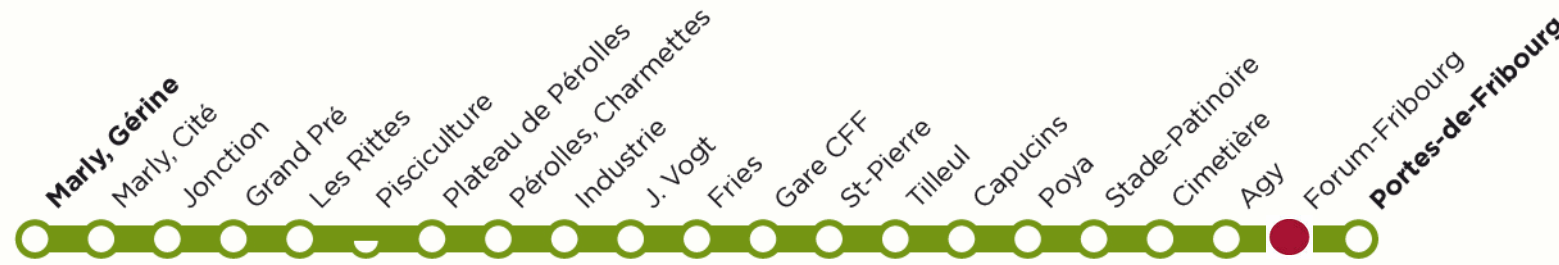 Marly, Gérine
Marly, Cité
Jonction
Grand Pré
Les Rittes
Pisciculture
Plateau de Pérolles
Pérolles, Charmettes
Industrie
J. Vogt
Fries
Gare CFF
St-Pierre
Tilleul
Capucins
Poya
Stade-Patinoire
Cimetière
Agy
Forum-Fribourg
Portes-de-Fribourg